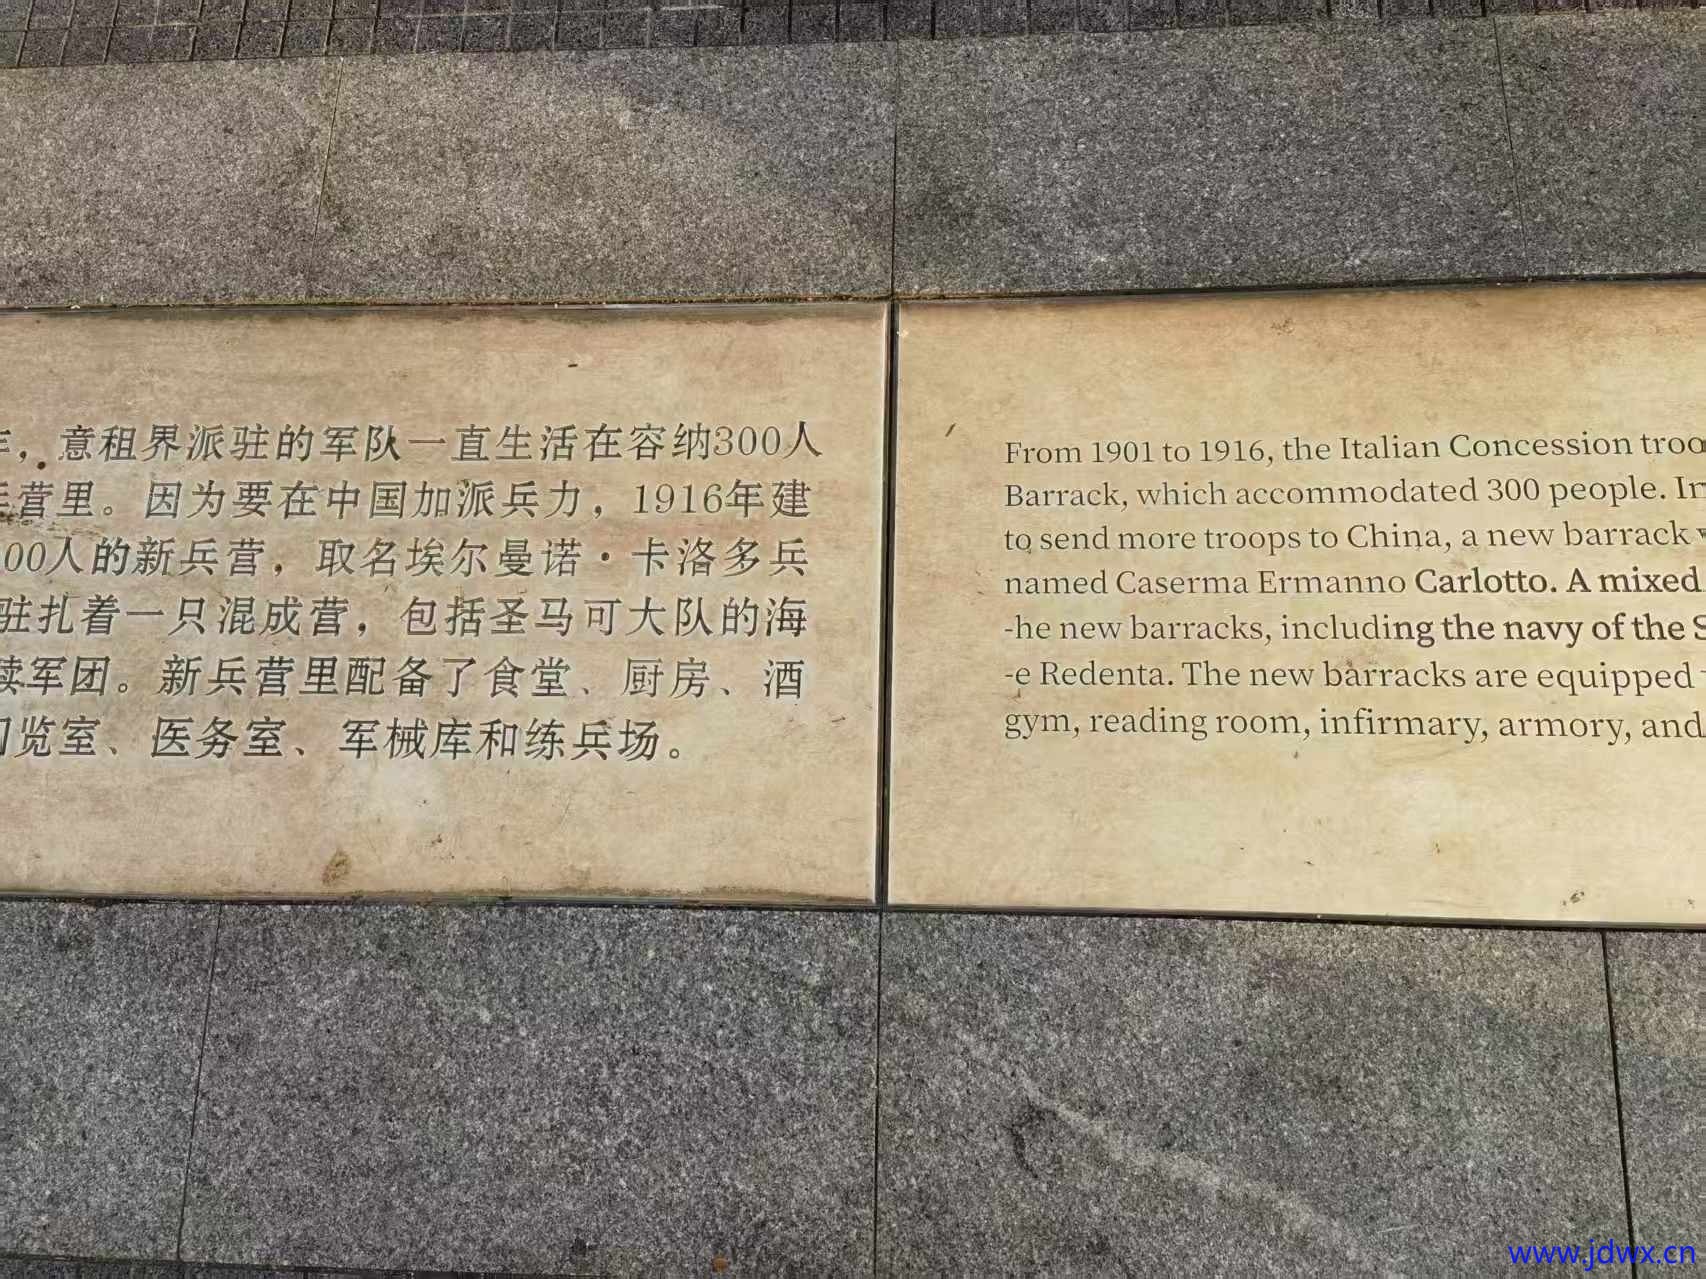 ，意租界派驻的军队一直生活在容纳300人
营里。因为要在中国加派兵力，1916年建
00人的新兵营，取名埃尔曼诺·卡洛多兵
驻扎着一只混成营，包括圣马可大队的海
军团。新兵营里配备了食堂、厨房、酒
览室、医务室、军械库和练兵场。
From 1901 to 1916, the Italian Concession
Barrack, which accommodated 300 people.
to send more troops to China, a new barrack
named Caserma Ermanno Carlotto. A mixed
-he new barracks, including the navy of the S
-e Redenta. The new barracks are equipped
gym, reading room, infirmary, armory, and
www.jdwx.cn